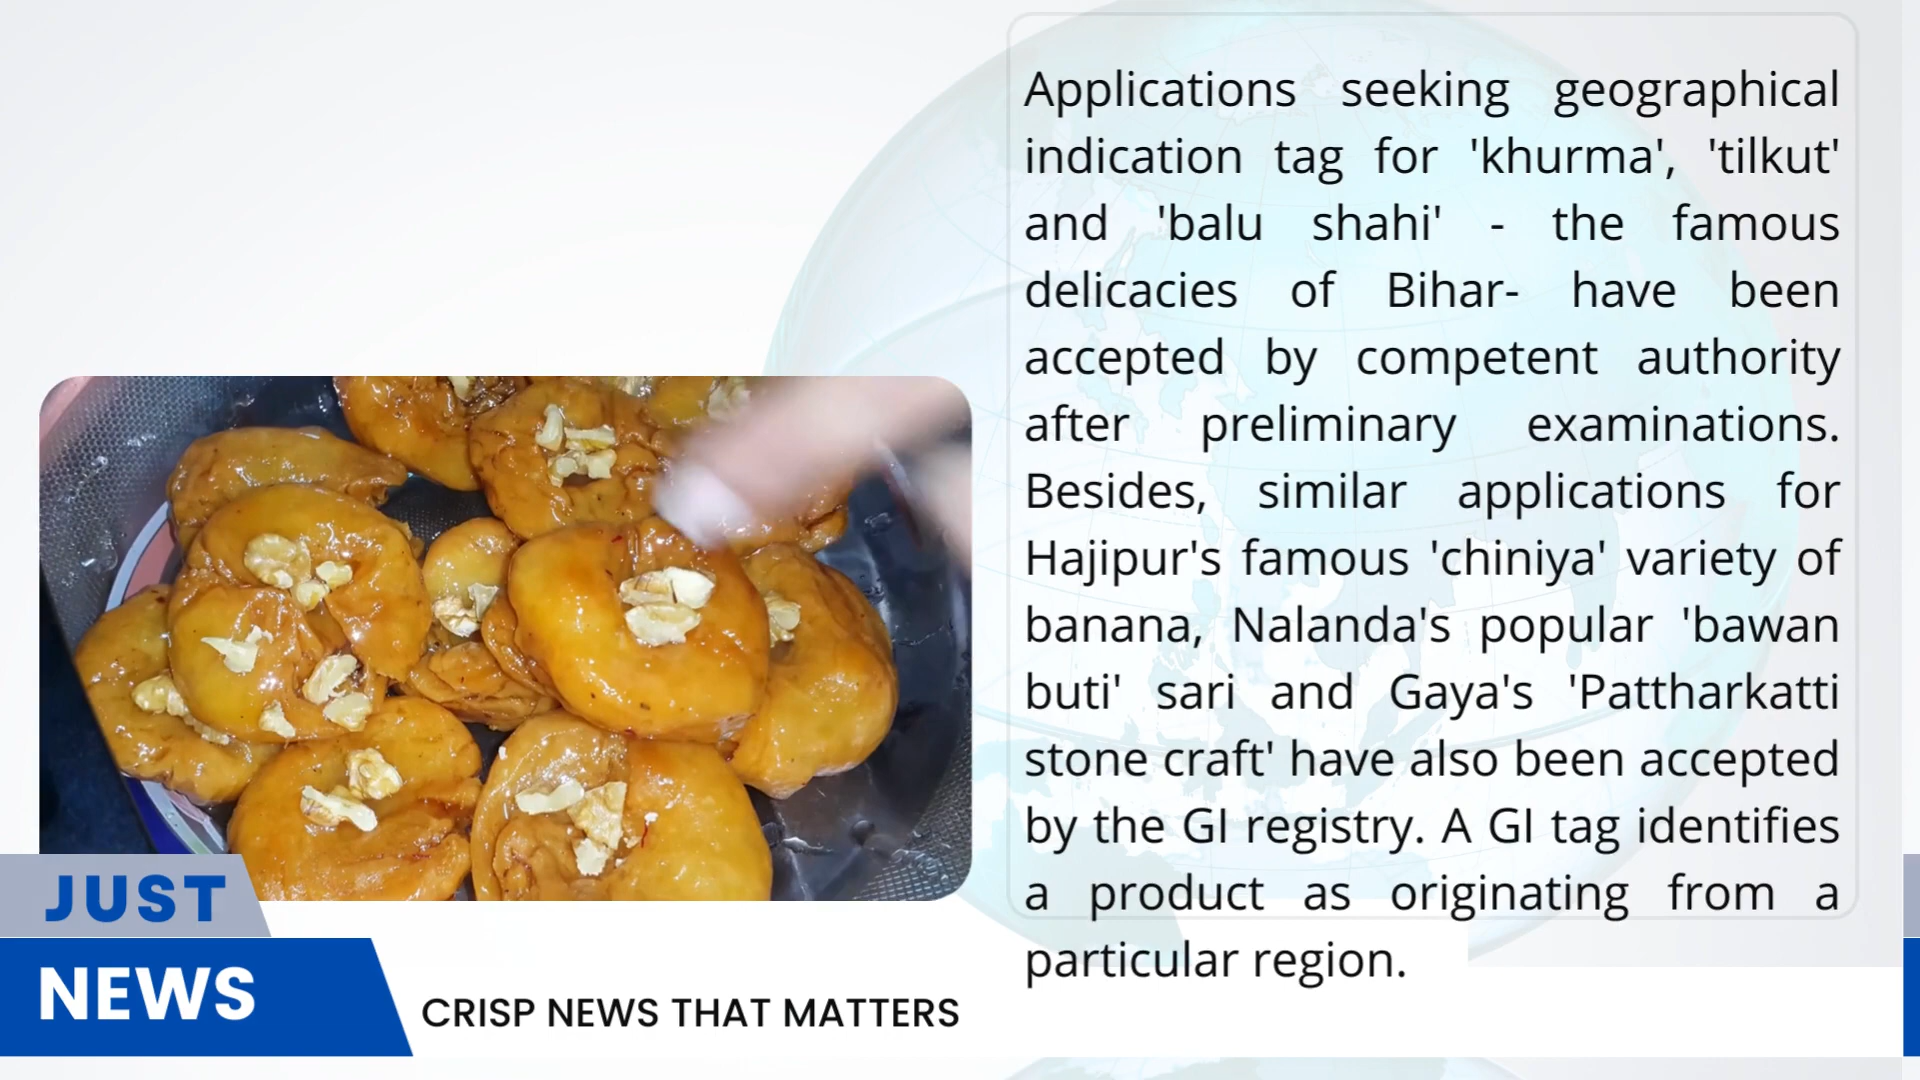 Applications seeking geographical
indication tag for 'khurma', 'tilkut'
and 'balu shahi' - the famous
delicacies of Bihar- have been
accepted by competent authority
after preliminary examinations.
Besides, similar applications for
Hajipur's famous 'chiniya' variety of
banana, Nalanda's popular 'bawan
buti' sari and Gaya's 'Pattharkatti
stone craft' have also been accepted
by the GI registry. A GI tag identifies
a product as originating from a
particular region.
JUST
NEWS
CRISP NEWS THAT MATTERS